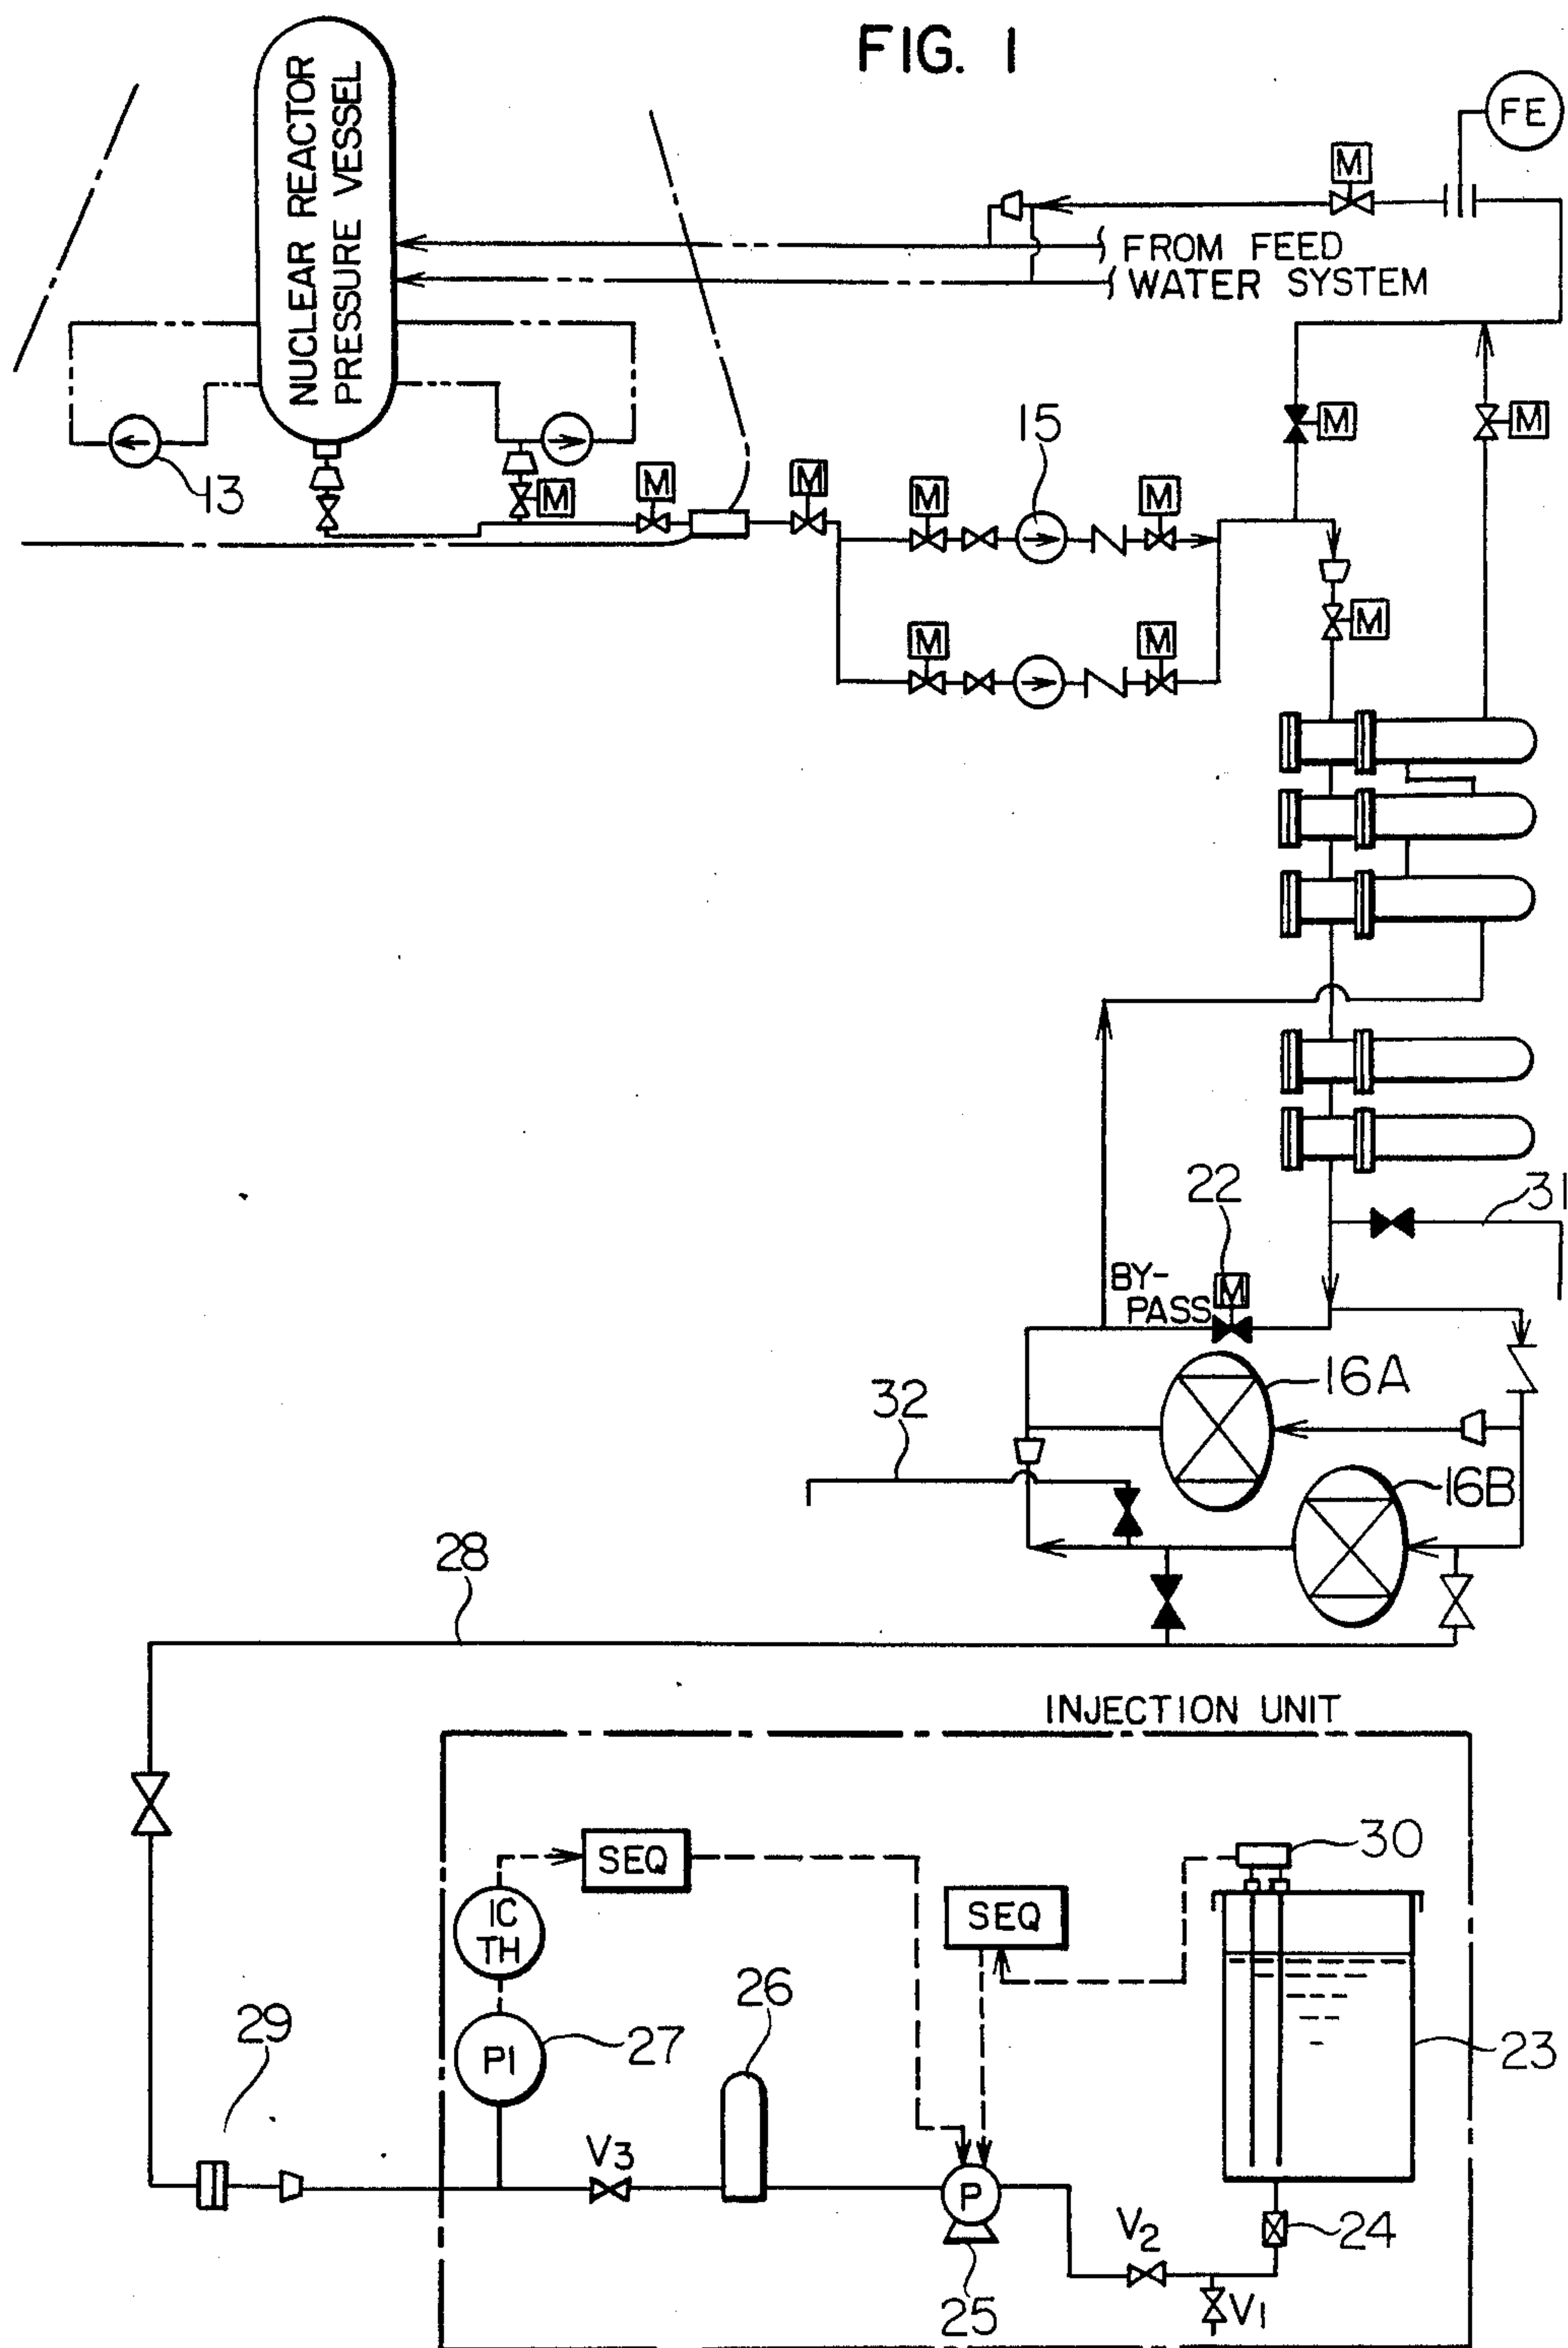 FIG. 1
NUCLEAR REACTOR
PRESSURE VESSEL
FE
M
FROM FEED
WATER SYSTEM
M
M
13
M
M
M
M
15
M
M
M
M
22
31
BY-
PASS
M
16A
32
16B
28
INJECTION UNIT
30
SEQ
SEQ
IC
TH
26
29
PI
27
23
V3
P
V2
24
25
V1